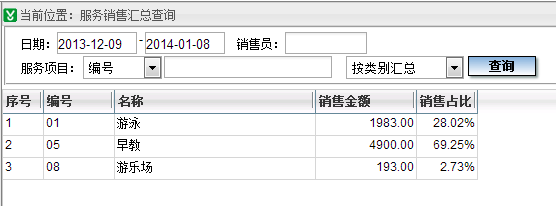 当前位置：服务销售汇总查询
日期：2013-12-09 - 2014-01-08 销售员：
服务项目：编号 按类别汇总 查询
序号 编号 名称 销售金额 销售占比
1 01 游泳 1983.00 28.02%
2 05 早教 4900.00 69.25%
3 08 游乐场 193.00 2.73%